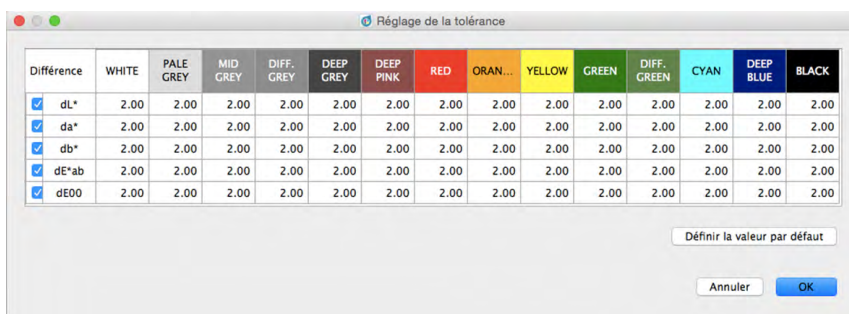 Réglage de la tolérance
Différence WHITE PALE GREY MID GREY DIFF. GREY DEEP GREY DEEP PINK RED ORAN... YELLOW GREEN DIFF. GREEN CYAN DEEP BLUE BLACK
dL* 2.00 2.00 2.00 2.00 2.00 2.00 2.00 2.00 2.00 2.00 2.00 2.00 2.00 2.00
da* 2.00 2.00 2.00 2.00 2.00 2.00 2.00 2.00 2.00 2.00 2.00 2.00 2.00 2.00
db* 2.00 2.00 2.00 2.00 2.00 2.00 2.00 2.00 2.00 2.00 2.00 2.00 2.00 2.00
dE*ab 2.00 2.00 2.00 2.00 2.00 2.00 2.00 2.00 2.00 2.00 2.00 2.00 2.00 2.00
dE00 2.00 2.00 2.00 2.00 2.00 2.00 2.00 2.00 2.00 2.00 2.00 2.00 2.00 2.00
Définir la valeur par défaut
Annuler OK